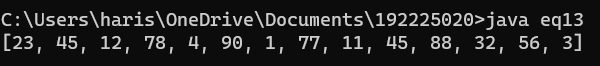 C:\Users\haris\OneDrive\Documents\192225020>java eq13
[23, 45, 12, 78, 4, 90, 1, 77, 11, 45, 88, 32, 56, 3]